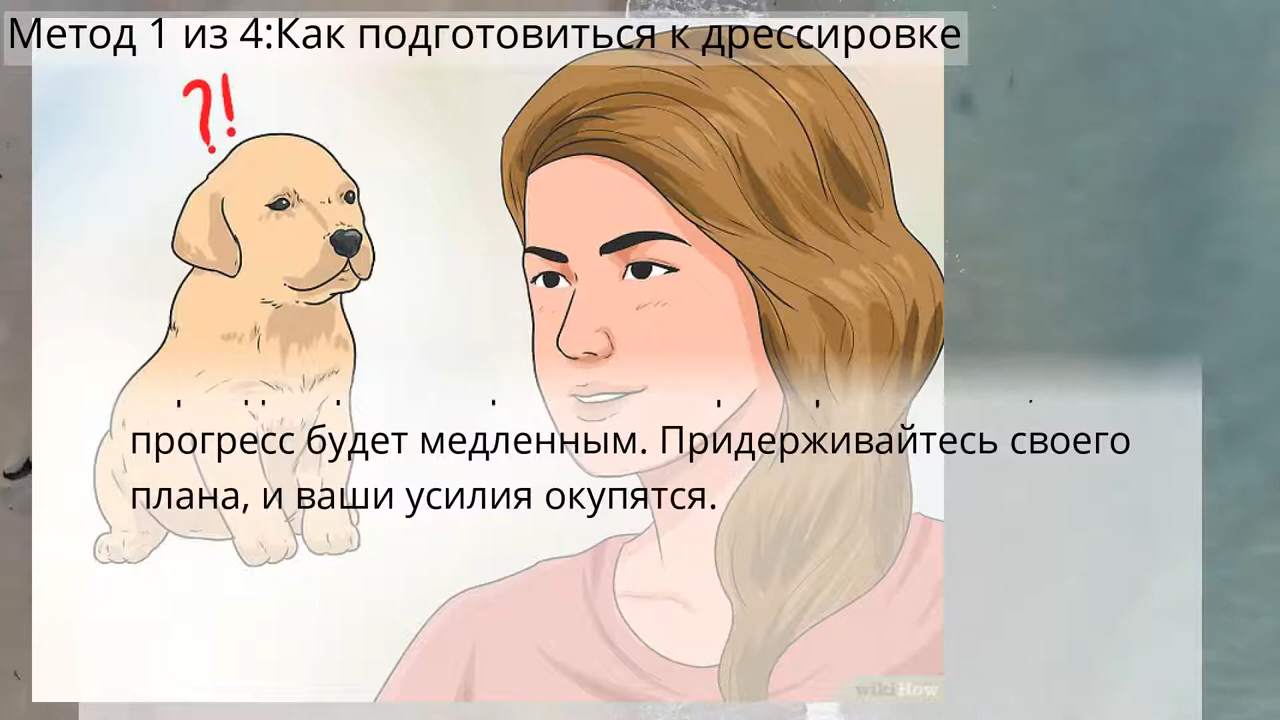 Метод 1 из 4:Как подготовиться к дрессировке
?!
прогресс будет медленным. Придерживайтесь своего
плана, и ваши усилия окупятся.
wikiHow